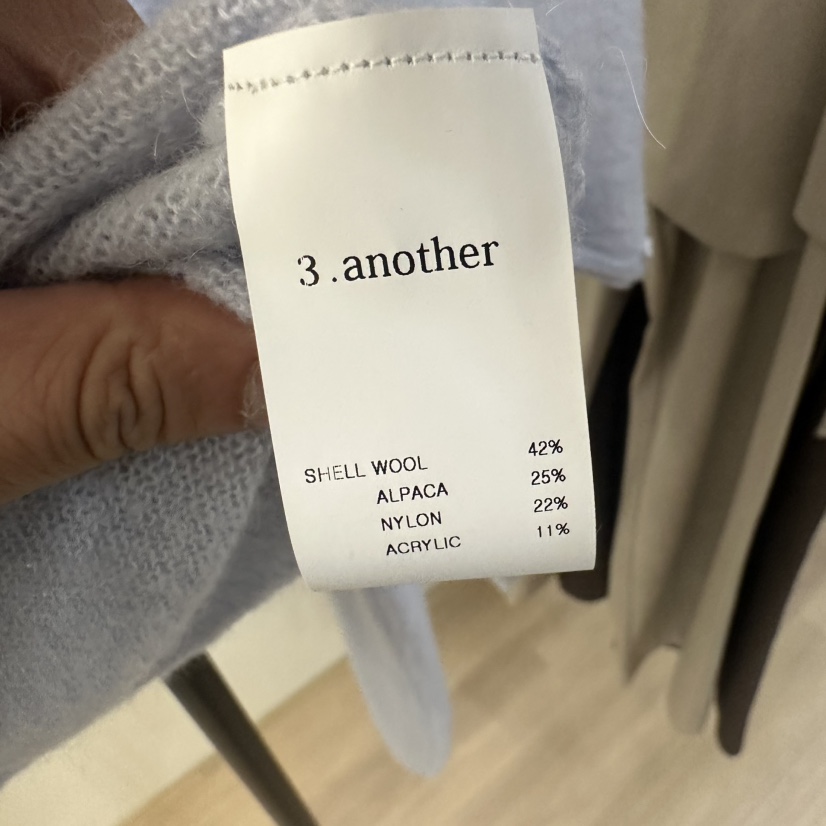 3.another
SHELL WOOL 42%
ALPACA 25%
NYLON 22%
ACRYLIC 11%